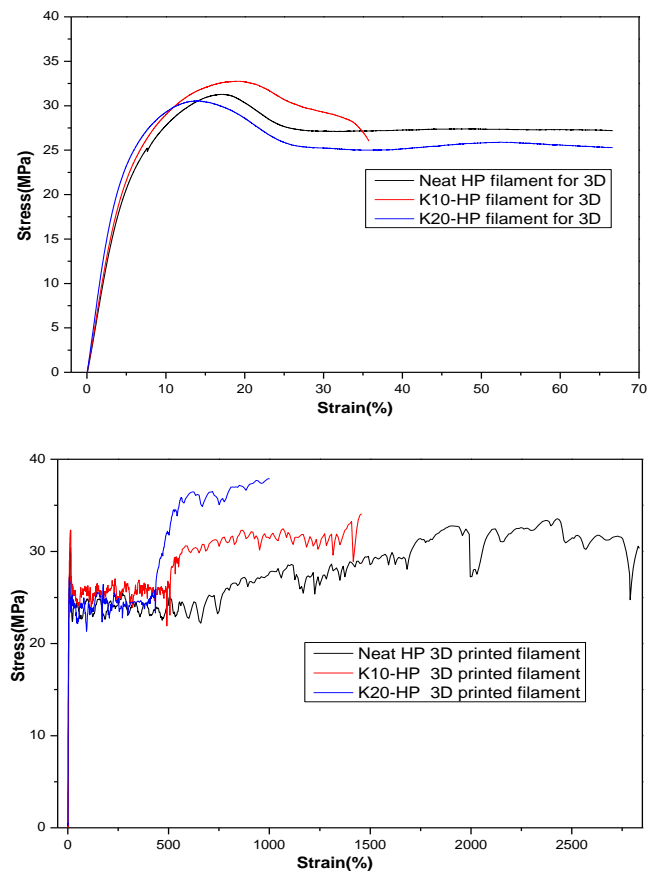 40
35
30
25
20
15
10
5
0
Stress(MPa)
Neat HP filament for 3D
K10-HP filament for 3D
K20-HP filament for 3D
0 10 20 30 40 50 60 70
Strain(%)
40
30
20
10
0
Stress(MPa)
Neat HP 3D printed filament
K10-HP 3D printed filament
K20-HP 3D printed filament
0 500 1000 1500 2000 2500
Strain(%)